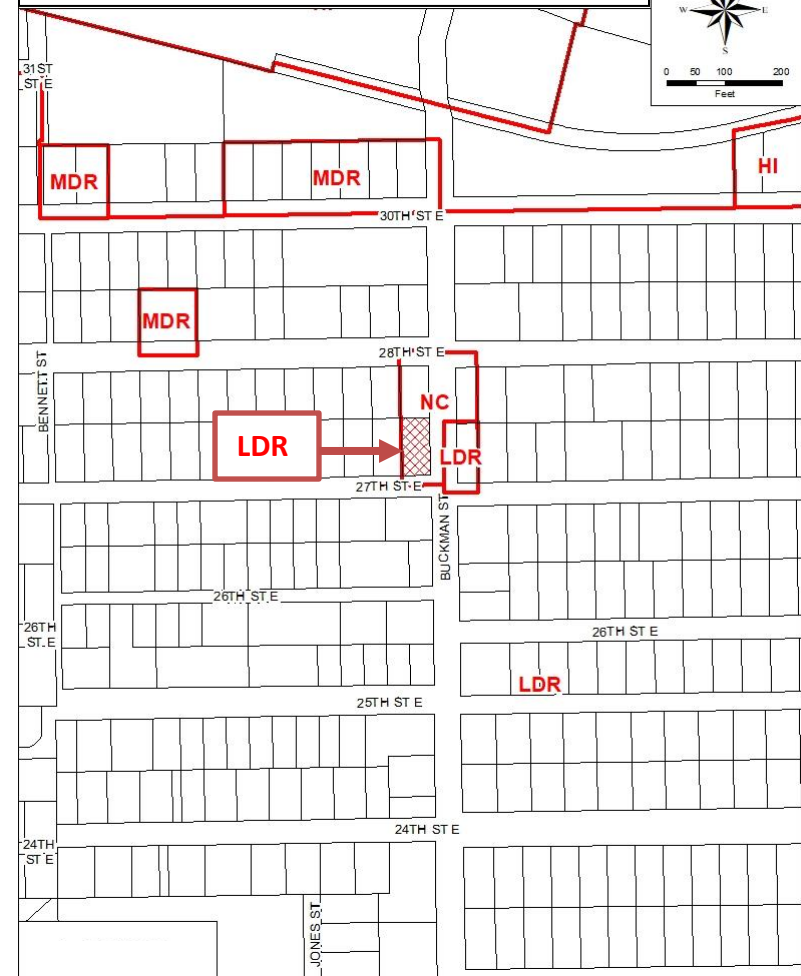 W E
S
0 50 100 200
Feet
31ST
ST E
MDR
MDR
HI
30TH ST E
MDR
28TH ST E
BENNETT ST
NC
LDR
LDR
27TH ST E
BUCKMAN ST
26TH ST E
26TH
ST E
26TH ST E
LDR
25TH ST E
24TH ST E
24TH
ST E
JONES ST